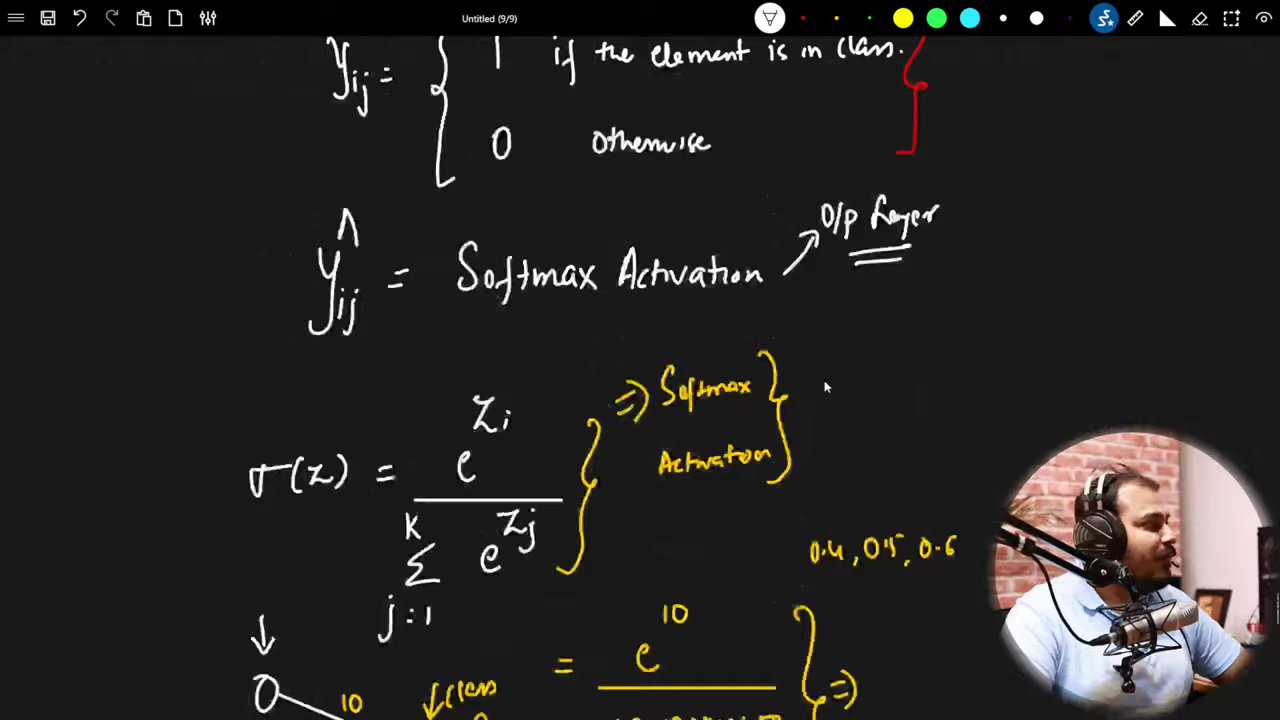 Untitled (9/9)
yij = { 1 if the element is in class.
0 Otherwise
ŷij = Softmax Activation → O/P Layer
σ(z) = e^zi / Σ j=1 K e^zj } ⇒ Softmax
Activation
0.4, 0.5, 0.6
= e^10
10
class